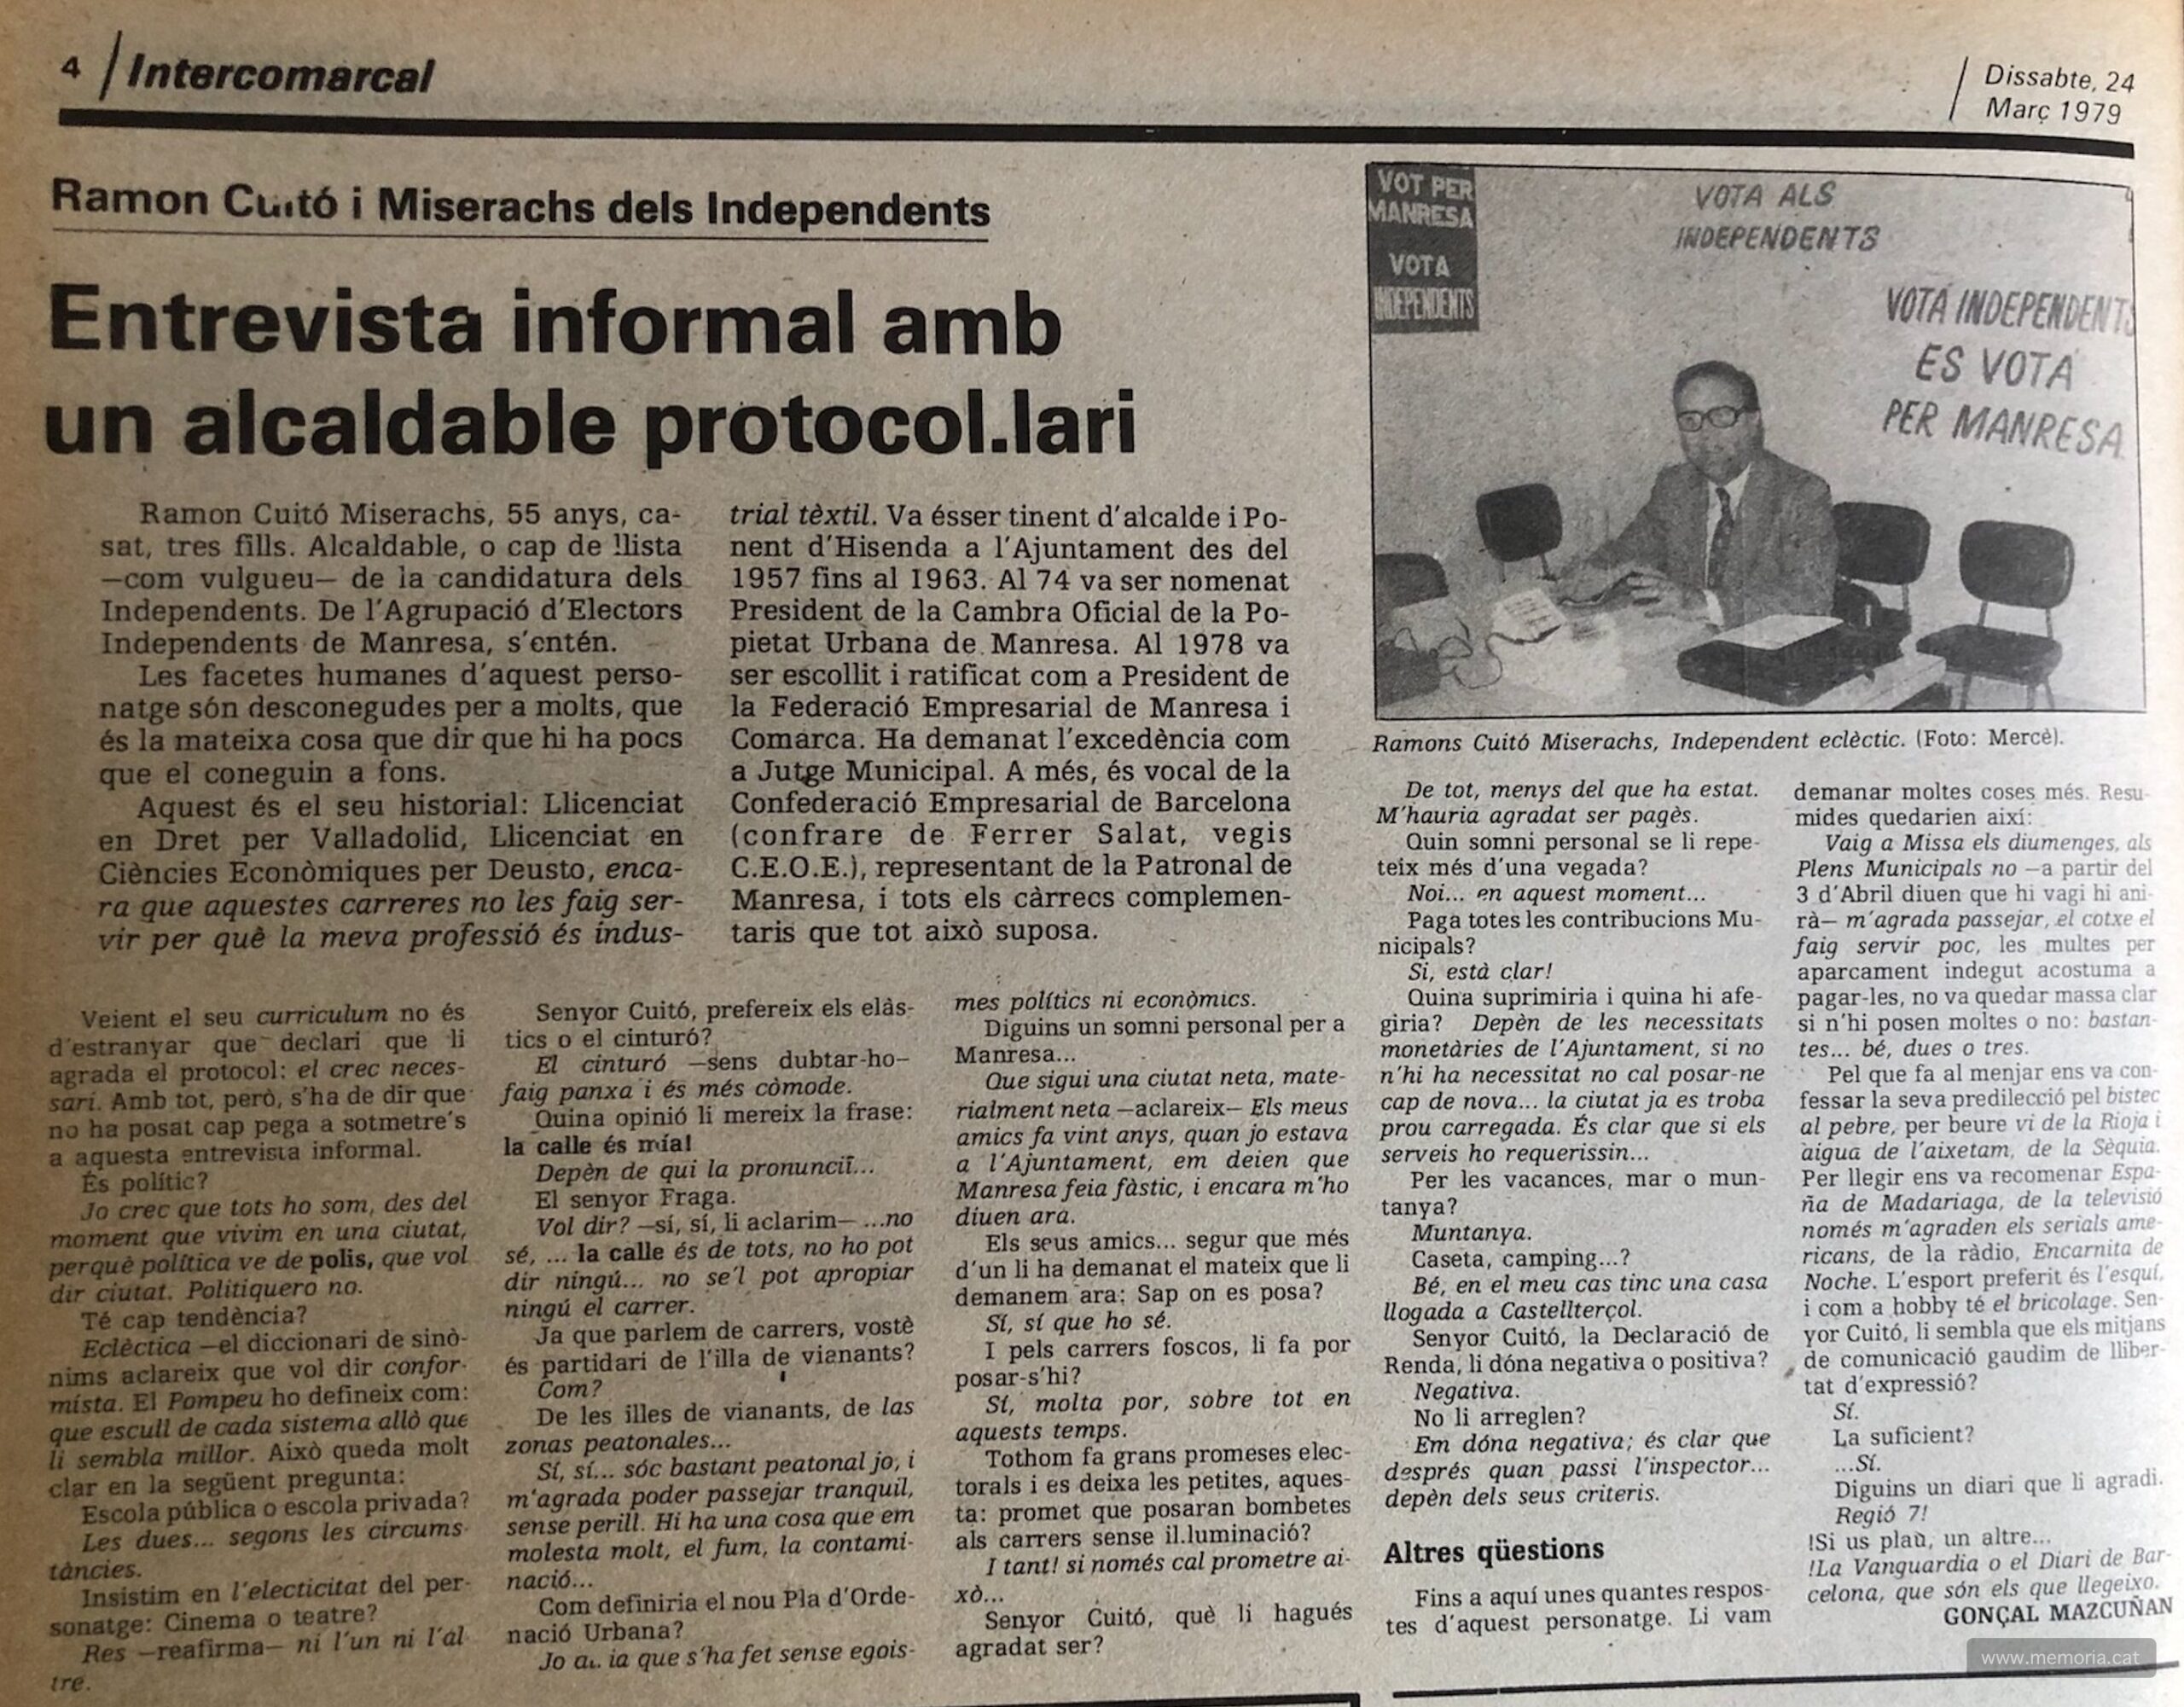 4 / Intercomarcal
Dissabte, 24
Març 1979
Ramon Cuitó i Miserachs dels Independents
Entrevista informal amb
un alcaldable protocol.lari
Ramon Cuitó Miserachs, 55 anys, ca-
sat, tres fills. Alcaldable, o cap de llista
—com vulgueu— de la candidatura dels
Independents. De l'Agrupació d'Electors
Independents de Manresa, s'entén.
Les facetes humanes d'aquest perso-
natge són desconegudes per a molts, que
és la mateixa cosa que dir que hi ha pocs
que el coneguin a fons.
Aquest és el seu historial: Llicenciat
en Dret per Valladolid, Llicenciat en
Ciències Econòmiques per Deusto, enca-
ra que aquestes carreres no les faig ser-
vir per què la meva professió és indus-
trial tèxtil. Va ésser tinent d'alcalde i Po-
nent d'Hisenda a l'Ajuntament des del
1957 fins al 1963. Al 74 va ser nomenat
President de la Cambra Oficial de la Po-
pietat Urbana de Manresa. Al 1978 va
ser escollit i ratificat com a President de
la Federació Empresarial de Manresa i
Comarca. Ha demanat l'excedència com
a Jutge Municipal. A més, és vocal de la
Confederació Empresarial de Barcelona
(confrare de Ferrer Salat, vegis
C.E.O.E.), representant de la Patronal de
Manresa, i tots els càrrecs complemen-
taris que tot això suposa.
VOT PER
MANRESA
VOTA
INDEPENDENTS
VOTA ALS
INDEPENDENTS
VOTA INDEPENDENTS
ES VOTA
PER MANRESA
Ramons Cuitó Miserachs, Independent eclèctic. (Foto: Mercè).
Veient el seu curriculum no és
d'estranyar que declari que li
agrada el protocol: el crec neces-
sari. Amb tot, però, s'ha de dir que
no ha posat cap pega a sotmetre's
a aquesta entrevista informal.
És polític?
Jo crec que tots ho som, des del
moment que vivim en una ciutat,
perquè política ve de polis, que vol
dir ciutat. Politiquero no.
Té cap tendència?
Eclèctica —el diccionari de sinò-
nims aclareix que vol dir confor-
mista. El Pompeu ho defineix com:
que escull de cada sistema allò que
li sembla millor. Això queda molt
clar en la següent pregunta:
Escola pública o escola privada?
Les dues... segons les circums-
tàncies.
Insistim en l'electicitat del per-
sonatge: Cinema o teatre?
Res —reafirma— ni l'un ni l'al-
tre.
Senyor Cuitó, prefereix els elàs-
tics o el cinturó?
El cinturó —sens dubtar-ho—
faig panxa i és més còmode.
Quina opinió li mereix la frase:
la calle és mía!
Depèn de qui la pronunciï...
El senyor Fraga.
Vol dir? —sí, sí, li aclarim— ...no
sé, ... la calle és de tots, no ho pot
dir ningú... no se'l pot apropiar
ningú el carrer.
Ja que parlem de carrers, vostè
és partidari de l'illa de vianants?
Com?
De les illes de vianants, de las
zonas peatonales...
Sí, sí... sóc bastant peatonal jo, i
m'agrada poder passejar tranquil,
sense perill. Hi ha una cosa que em
molesta molt, el fum, la contami-
nació...
Com definiria el nou Pla d'Orde-
nació Urbana?
Jo que s'ha fet sense egois-
mes polítics ni econòmics.
Diguins un somni personal per a
Manresa...
Que sigui una ciutat neta, mate-
rialment neta —aclareix— Els meus
amics fa vint anys, quan jo estava
a l'Ajuntament, em deien que
Manresa feia fàstic, i encara m'ho
diuen ara.
Els seus amics... segur que més
d'un li ha demanat el mateix que li
demanem ara: Sap on es posa?
Sí, sí que ho sé.
I pels carrers foscos, li fa por
posar-s'hi?
Sí, molta por, sobre tot en
aquests temps.
Tothom fa grans promeses elec-
torals i es deixa les petites, aques-
ta: promet que posaran bombetes
als carrers sense il.luminació?
I tant! si només cal prometre ai-
xò...
Senyor Cuitó, què li hagués
agradat ser?
De tot, menys del que ha estat.
M'hauria agradat ser pagès.
Quin somni personal se li repe-
teix més d'una vegada?
Noi... en aquest moment...
Paga totes les contribucions Mu-
nicipals?
Si, està clar!
Quina suprimiria i quina hi afe-
giria? Depèn de les necessitats
monetàries de l'Ajuntament, si no
n'hi ha necessitat no cal posar-ne
cap de nova... la ciutat ja es troba
prou carregada. És clar que si els
serveis ho requerissin...
Per les vacances, mar o mun-
tanya?
Muntanya.
Caseta, camping...?
Bé, en el meu cas tinc una casa
llogada a Castellterçol.
Senyor Cuitó, la Declaració de
Renda, li dóna negativa o positiva?
Negativa.
No li arreglen?
Em dóna negativa; és clar que
després quan passi l'inspector...
depèn dels seus criteris.
Altres qüestions
Fins a aquí unes quantes respos-
tes d'aquest personatge. Li vam
demanar moltes coses més. Resu-
mides quedarien així:
Vaig a Missa els diumenges, als
Plens Municipals no —a partir del
3 d'Abril diuen que hi vagi hi ani-
rà— m'agrada passejar, el cotxe el
faig servir poc, les multes per
aparcament indegut acostuma a
pagar-les, no va quedar massa clar
si n'hi posen moltes o no: bastan-
tes... bé, dues o tres.
Pel que fa al menjar ens va con-
fessar la seva predilecció pel bistec
al pebre, per beure vi de la Rioja i
aigua de l'aixetam, de la Sèquia.
Per llegir ens va recomenar Espa-
ña de Madariaga, de la televisió
només m'agraden els serials ame-
ricans, de la ràdio, Encarnita de
Noche. L'esport preferit és l'esquí,
i com a hobby té el bricolage. Sen-
yor Cuitó, li sembla que els mitjans
de comunicació gaudim de lliber-
tat d'expressió?
Sí.
La suficient?
...Sí.
Diguins un diari que li agradi.
Regió 7!
!Si us plau, un altre...
!La Vanguardia o el Diari de Bar-
celona, que són els que llegeixo.
GONÇAL MAZCUÑAN
www.memoria.cat